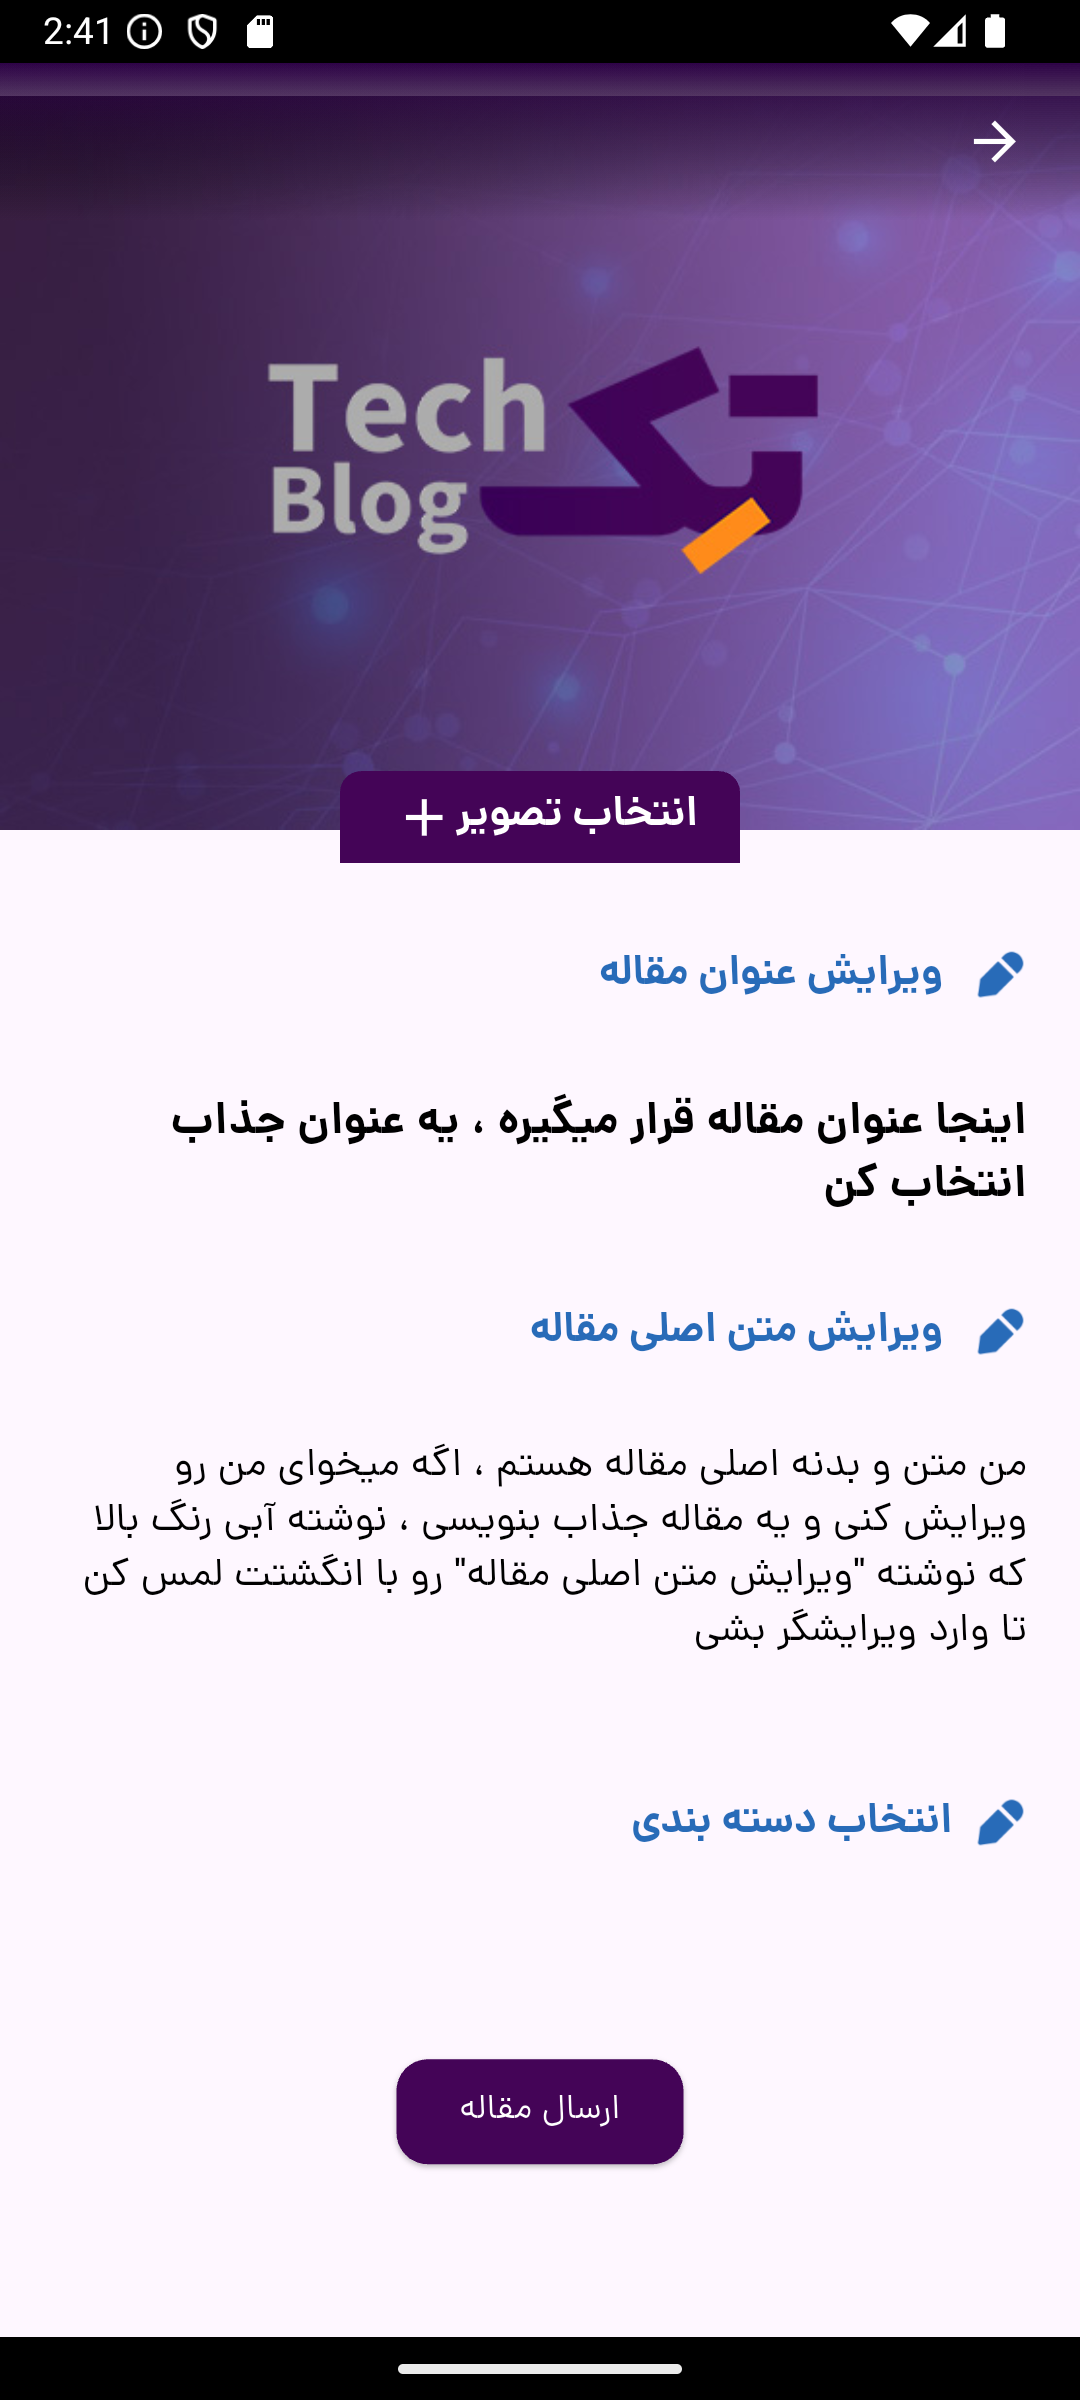 2:41
Tech
Blog
تک
انتخاب تصویر +
ویرایش عنوان مقاله
اینجا عنوان مقاله قرار میگیره ، یه عنوان جذاب
انتخاب کن
ویرایش متن اصلی مقاله
من متن و بدنه اصلی مقاله هستم ، اگه میخوای من رو
ویرایش کنی و یه مقاله جذاب بنویسی ، نوشته آبی رنگ بالا
که نوشته "ویرایش متن اصلی مقاله" رو با انگشتت لمس کن
تا وارد ویرایشگر بشی
انتخاب دسته بندی
ارسال مقاله